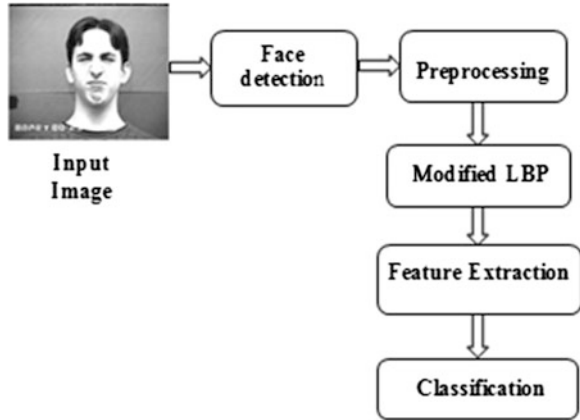 Face
detection
Preprocessing
Input
Image
Modified LBP
Feature Extraction
Classification